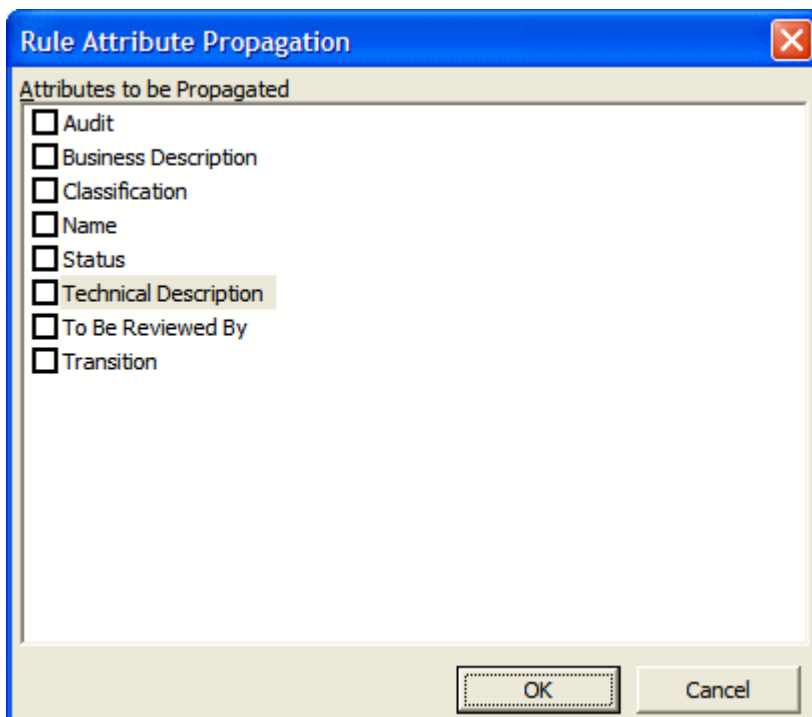 Rule Attribute Propagation
Attributes to be Propagated
Audit
Business Description
Classification
Name
Status
Technical Description
To Be Reviewed By
Transition
OK Cancel